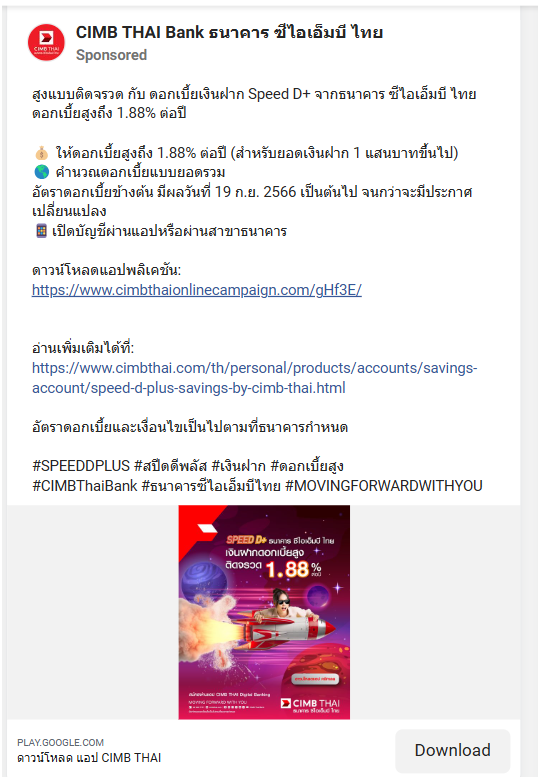 CIMB THAI Bank ธนาคาร ซีไอเอ็มบี ไทย
Sponsored
สูงแบบติดจรวด กับ ดอกเบี้ยเงินฝาก Speed D+ จากธนาคาร ซีไอเอ็มบี ไทย
ดอกเบี้ยสูงถึง 1.88% ต่อปี
💰 ให้ดอกเบี้ยสูงถึง 1.88% ต่อปี (สำหรับยอดเงินฝาก 1 แสนบาทขึ้นไป)
🌎 คำนวณดอกเบี้ยแบบยอดรวม
อัตราดอกเบี้ยข้างต้น มีผลวันที่ 19 ก.ย. 2566 เป็นต้นไป จนกว่าจะมีประกาศ
เปลี่ยนแปลง
📱 เปิดบัญชีผ่านแอปหรือผ่านสาขาธนาคาร
ดาวน์โหลดแอปพลิเคชัน:
https://www.cimbthaionlinecampaign.com/gHf3E/
อ่านเพิ่มเติมได้ที่:
https://www.cimbthai.com/th/personal/products/accounts/savings-
account/speed-d-plus-savings-by-cimb-thai.html
อัตราดอกเบี้ยและเงื่อนไขเป็นไปตามที่ธนาคารกำหนด
#SPEEDDPLUS #สปีดดีพลัส #เงินฝาก #ดอกเบี้ยสูง
#CIMBThaiBank #ธนาคารซีไอเอ็มบีไทย #MOVINGFORWARDWITHYOU
SPEED D+ ธนาคาร ซีไอเอ็มบี ไทย
เงินฝากดอกเบี้ยสูง
ติดจรวด 1.88% ต่อปี
สมัครผ่านแอป CIMB THAI Digital Banking
MOVING FORWARD WITH YOU
CIMB THAI
ธนาคาร ซีไอเอ็มบี ไทย
PLAY.GOOGLE.COM
ดาวน์โหลด แอป CIMB THAI
Download